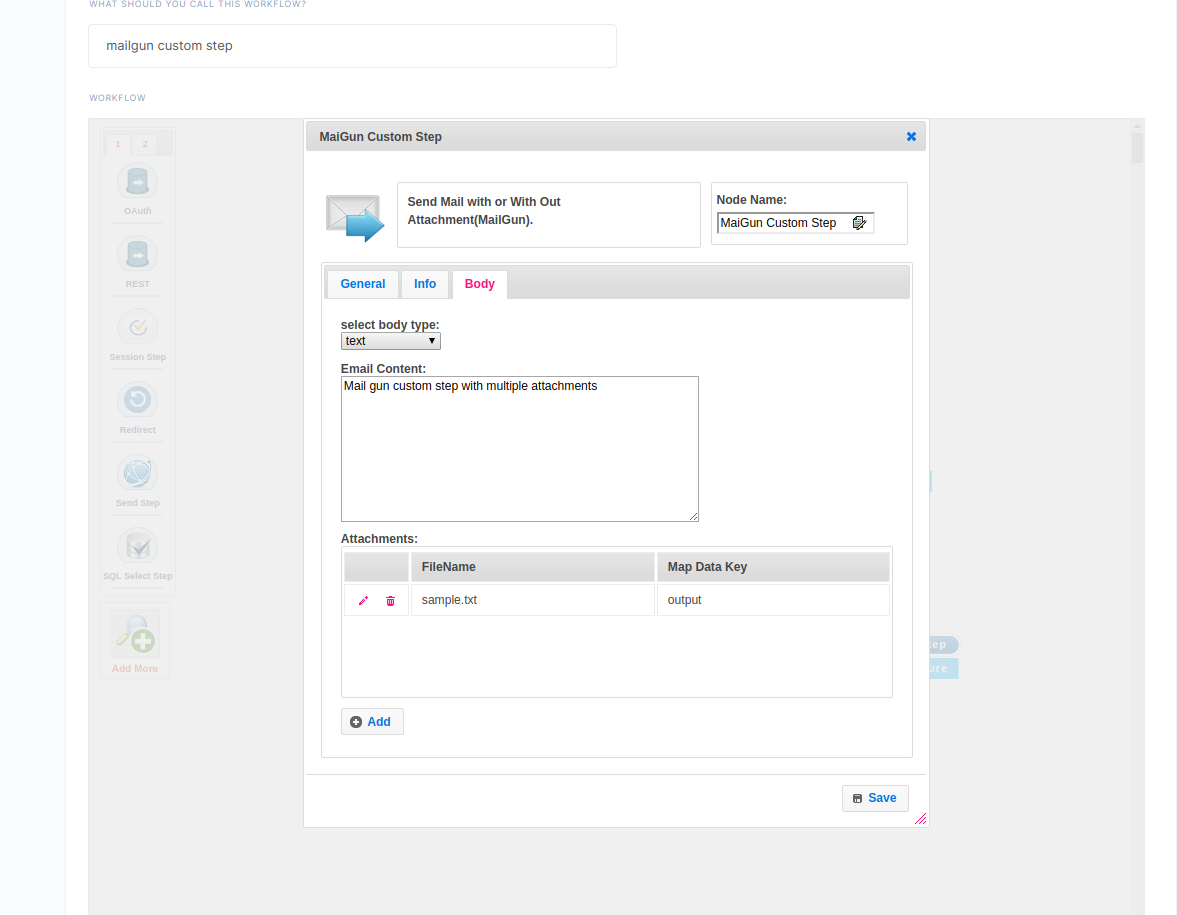 WHAT SHOULD YOU CALL THIS WORKFLOW?
mailgun custom step
WORKFLOW
MaiGun Custom Step
1 2
OAuth
REST
Session Step
Redirect
Send Step
SQL Select Step
Add More
Send Mail with or With Out
Attachment(MailGun).
Node Name:
MaiGun Custom Step
General Info Body
select body type:
text
Email Content:
Mail gun custom step with multiple attachments
Attachments:
FileName Map Data Key
sample.txt output
Add
Save